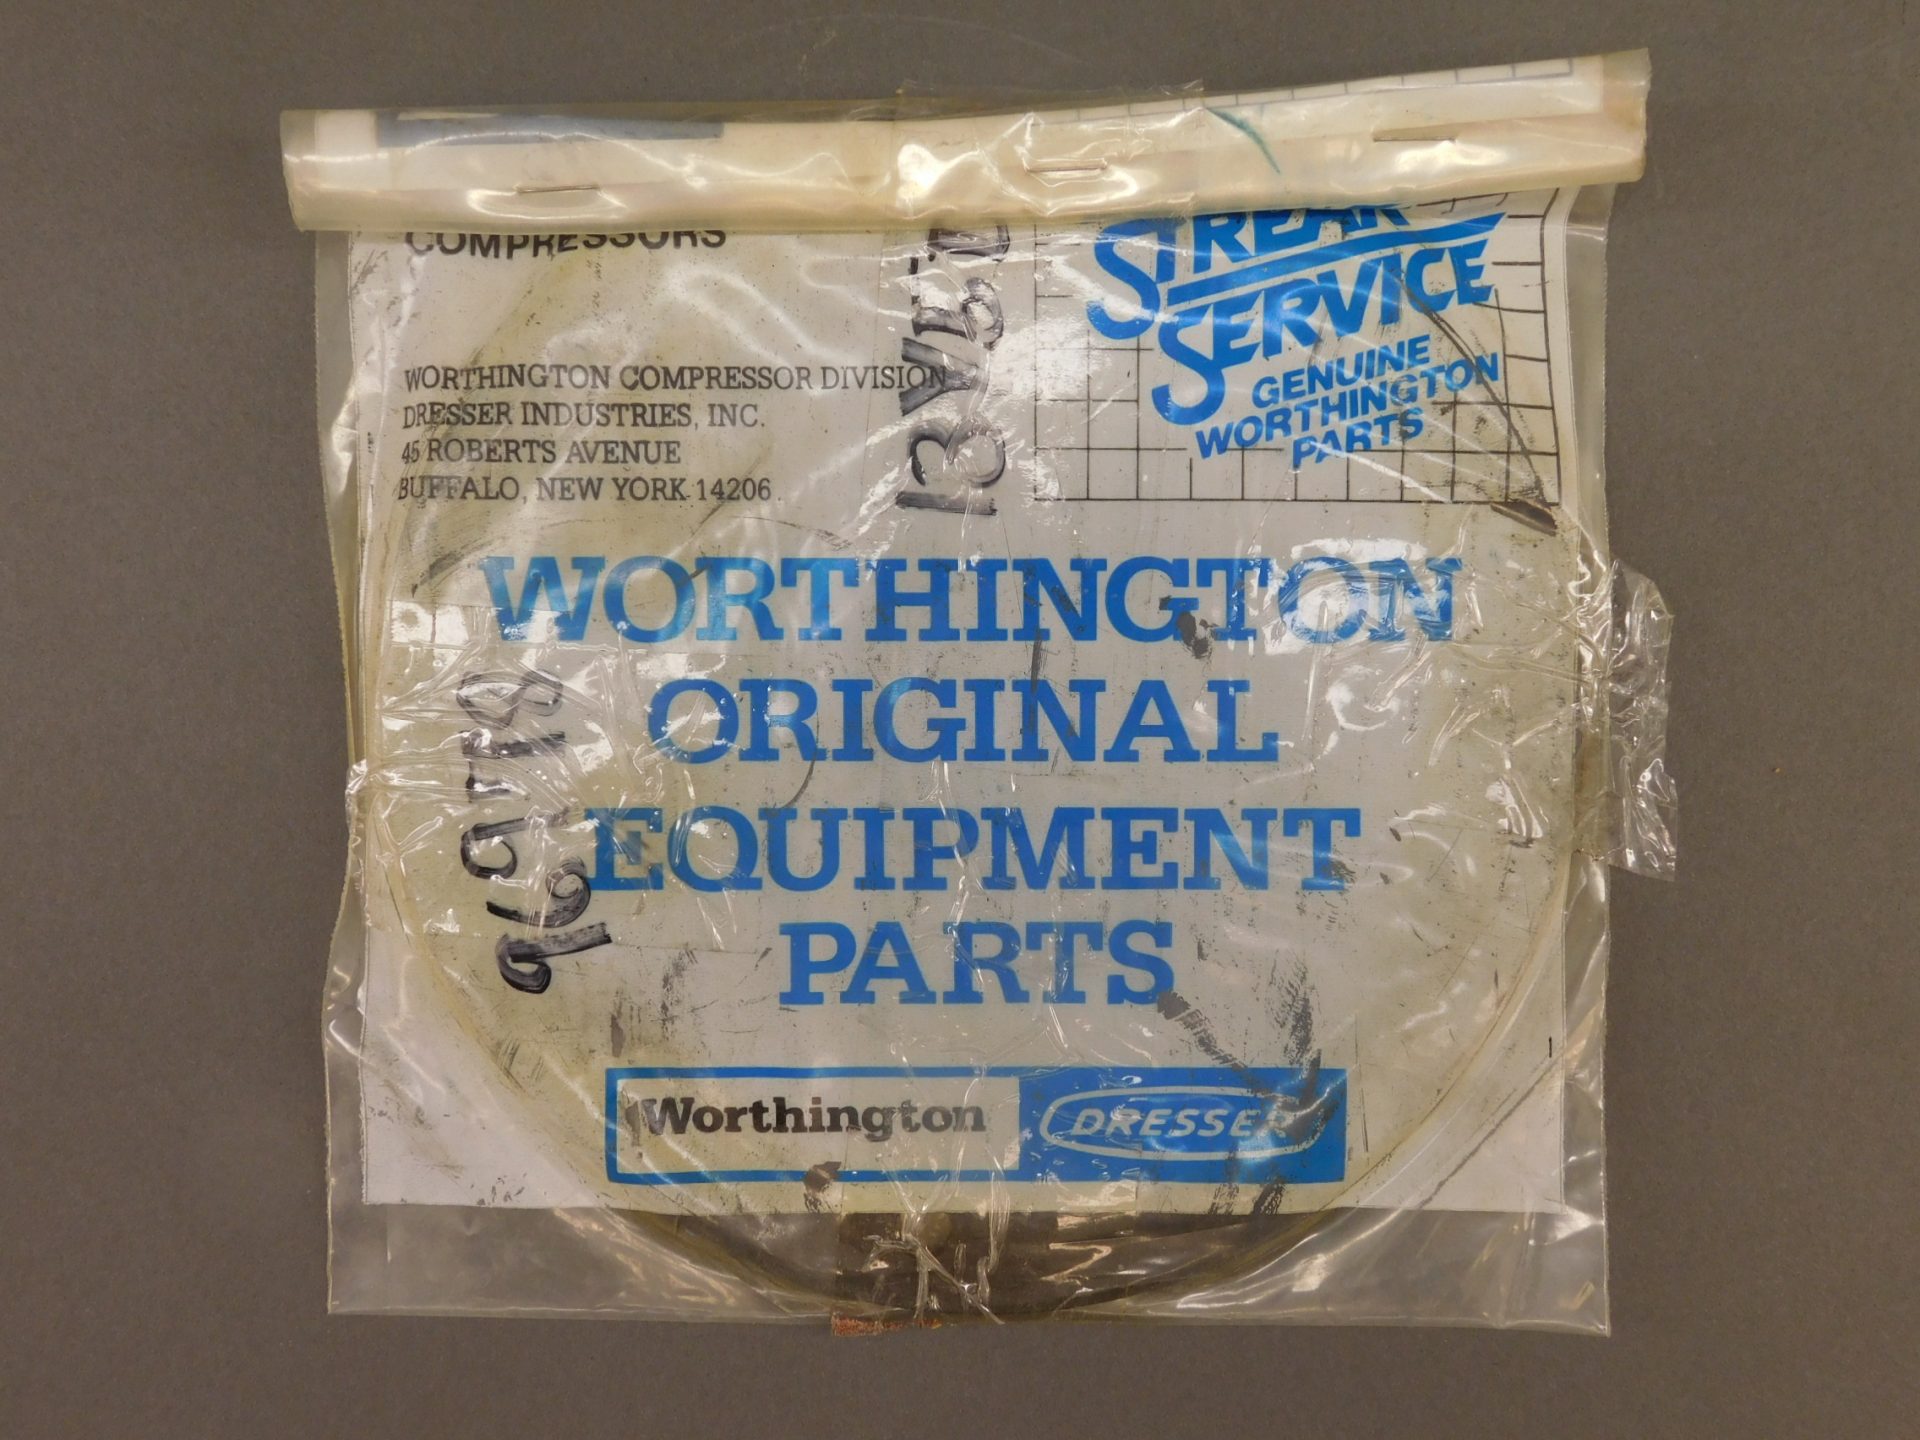 COMPRESSORS
WORTHINGTON COMPRESSOR DIVISION
DRESSER INDUSTRIES, INC.
45 ROBERTS AVENUE
BUFFALO, NEW YORK 14206
STREAK
SERVICE
GENUINE
WORTHINGTON
PARTS
WORTHINGTON
ORIGINAL
EQUIPMENT
PARTS
Worthington
DRESSER